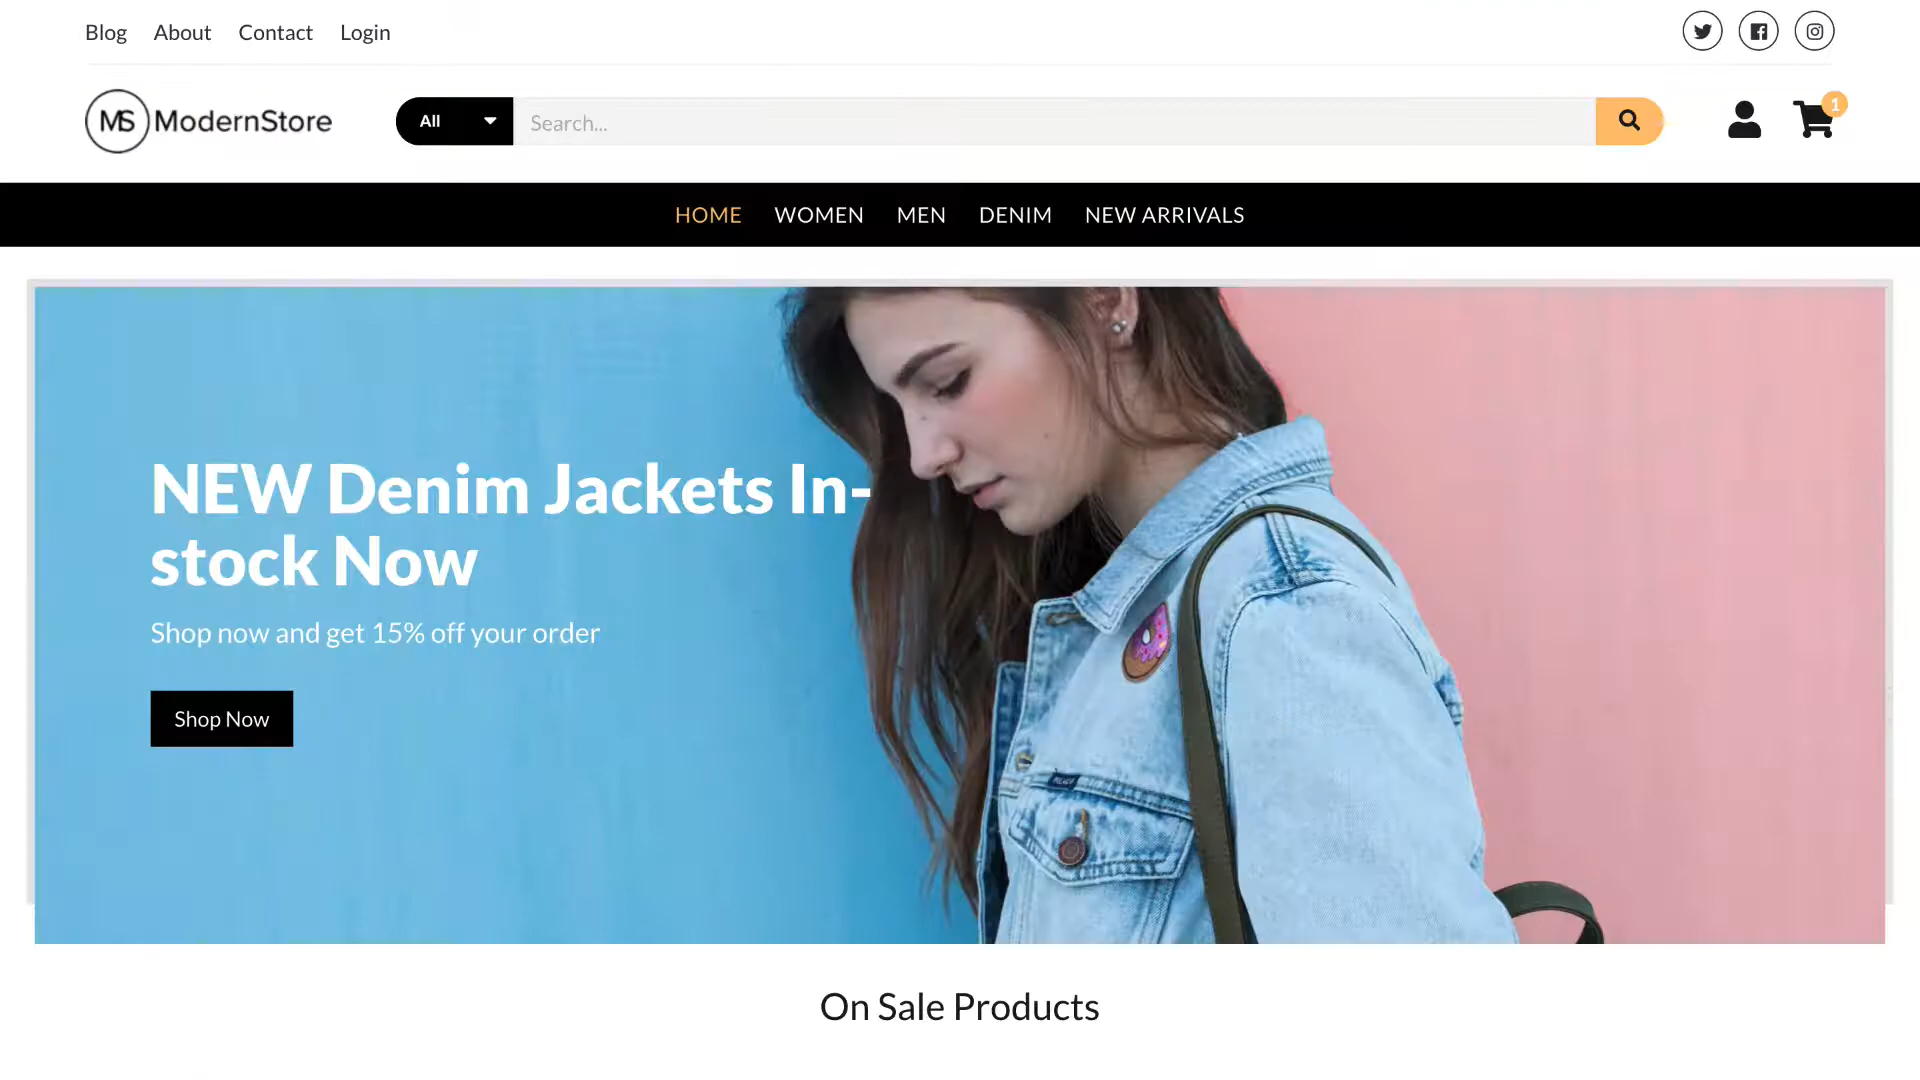 Blog About Contact Login
MS ModernStore
All
Search...
1
HOME WOMEN MEN DENIM NEW ARRIVALS
NEW Denim Jackets In-
stock Now
Shop now and get 15% off your order
Shop Now
On Sale Products